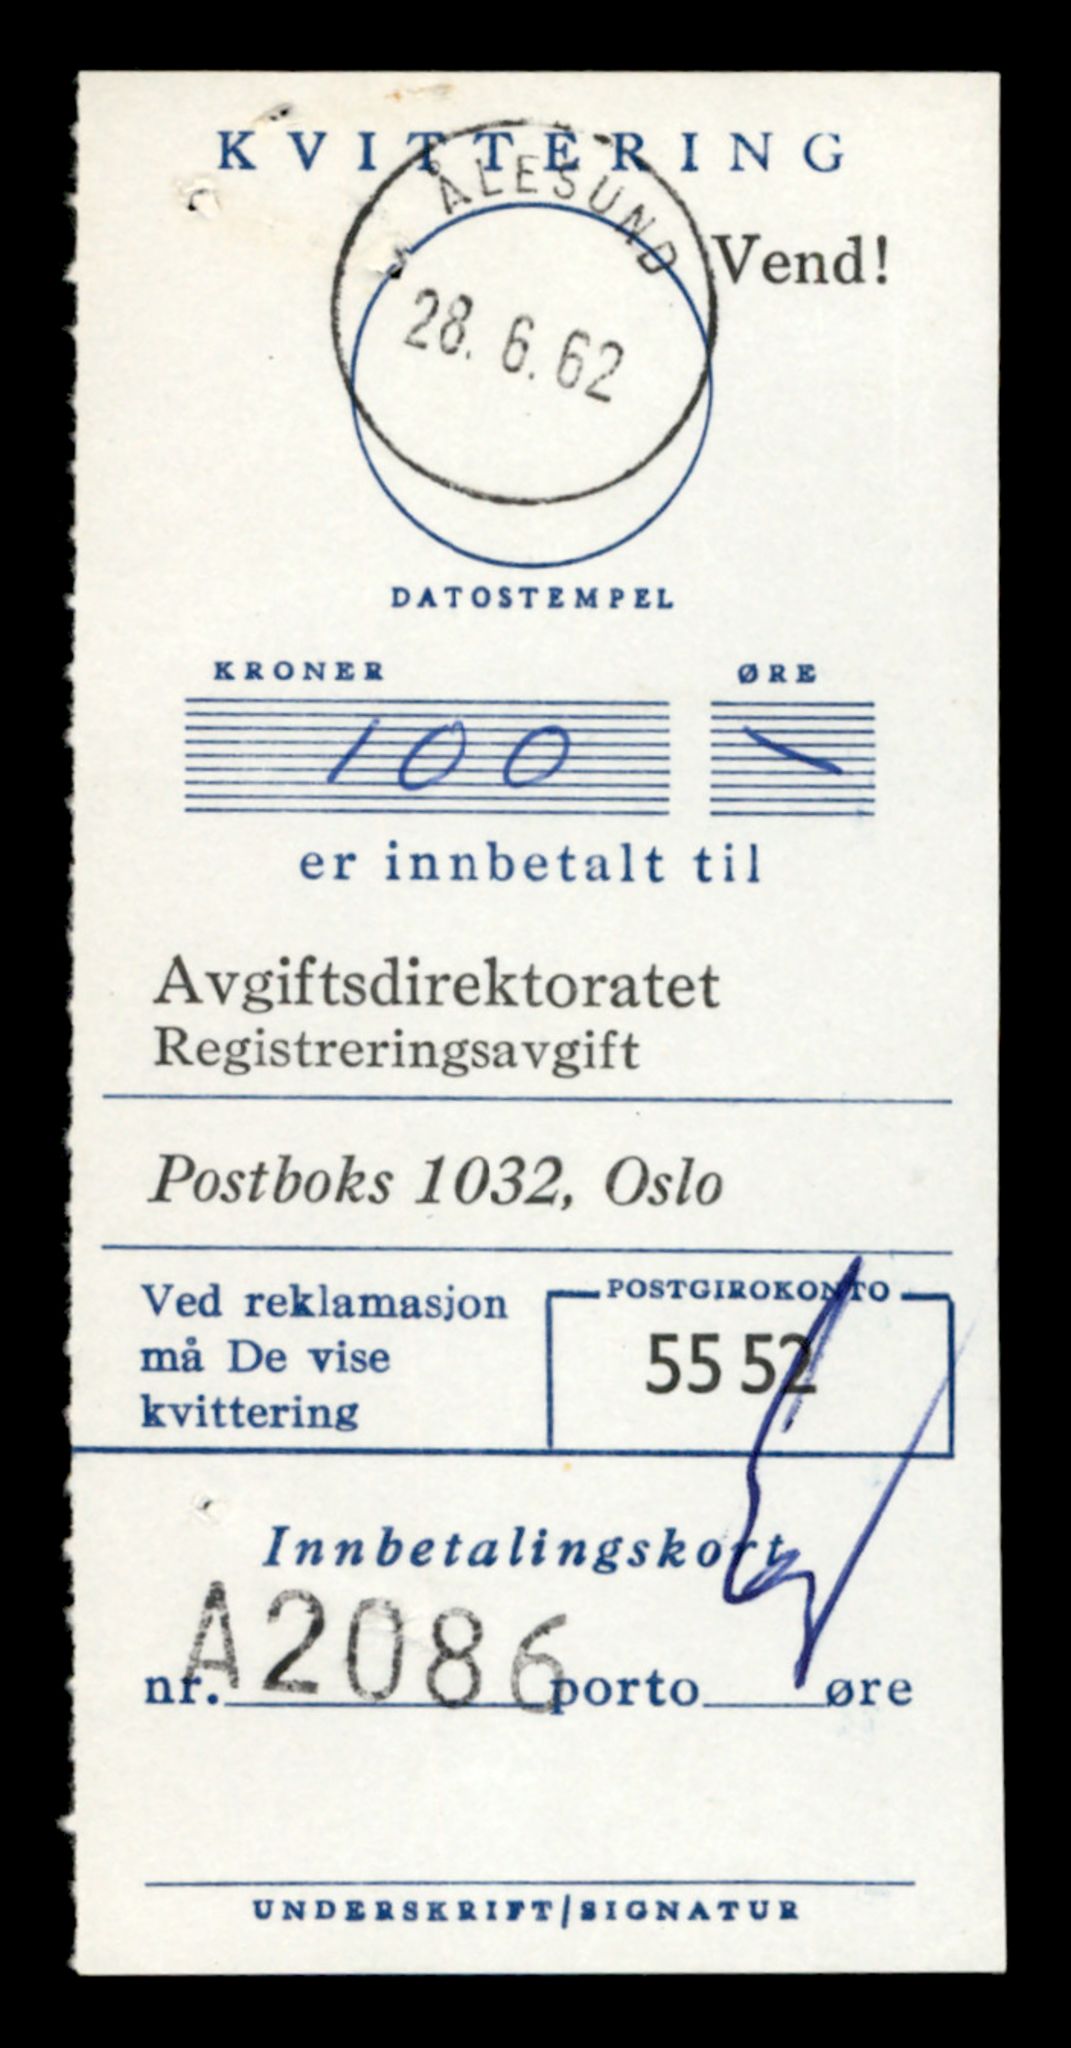 KVITTERING
ÅLESUND
Vend!
28. 6. 62
DATOSTEMPEL
KRONER ØRE
100 —
er innbetalt til
Avgiftsdirektoratet
Registreringsavgift
Postboks 1032, Oslo
Ved reklamasjon
må De vise
kvittering
POSTGIROKONTO
55 52
Innbetalingskort
nr. A2086 porto øre
UNDERSKRIFT/SIGNATUR